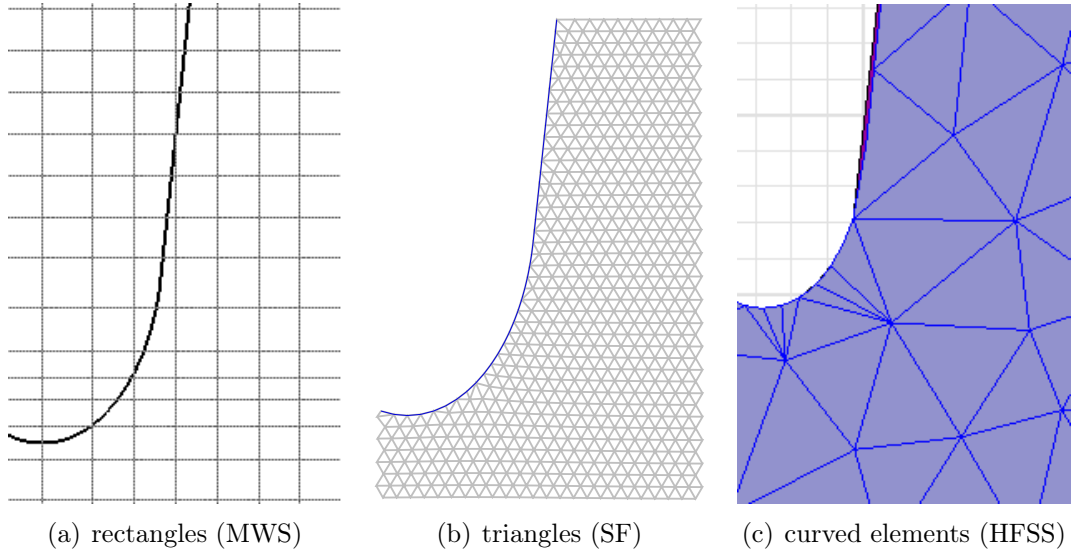 (a) rectangles (MWS)
(b) triangles (SF)
(c) curved elements (HFSS)